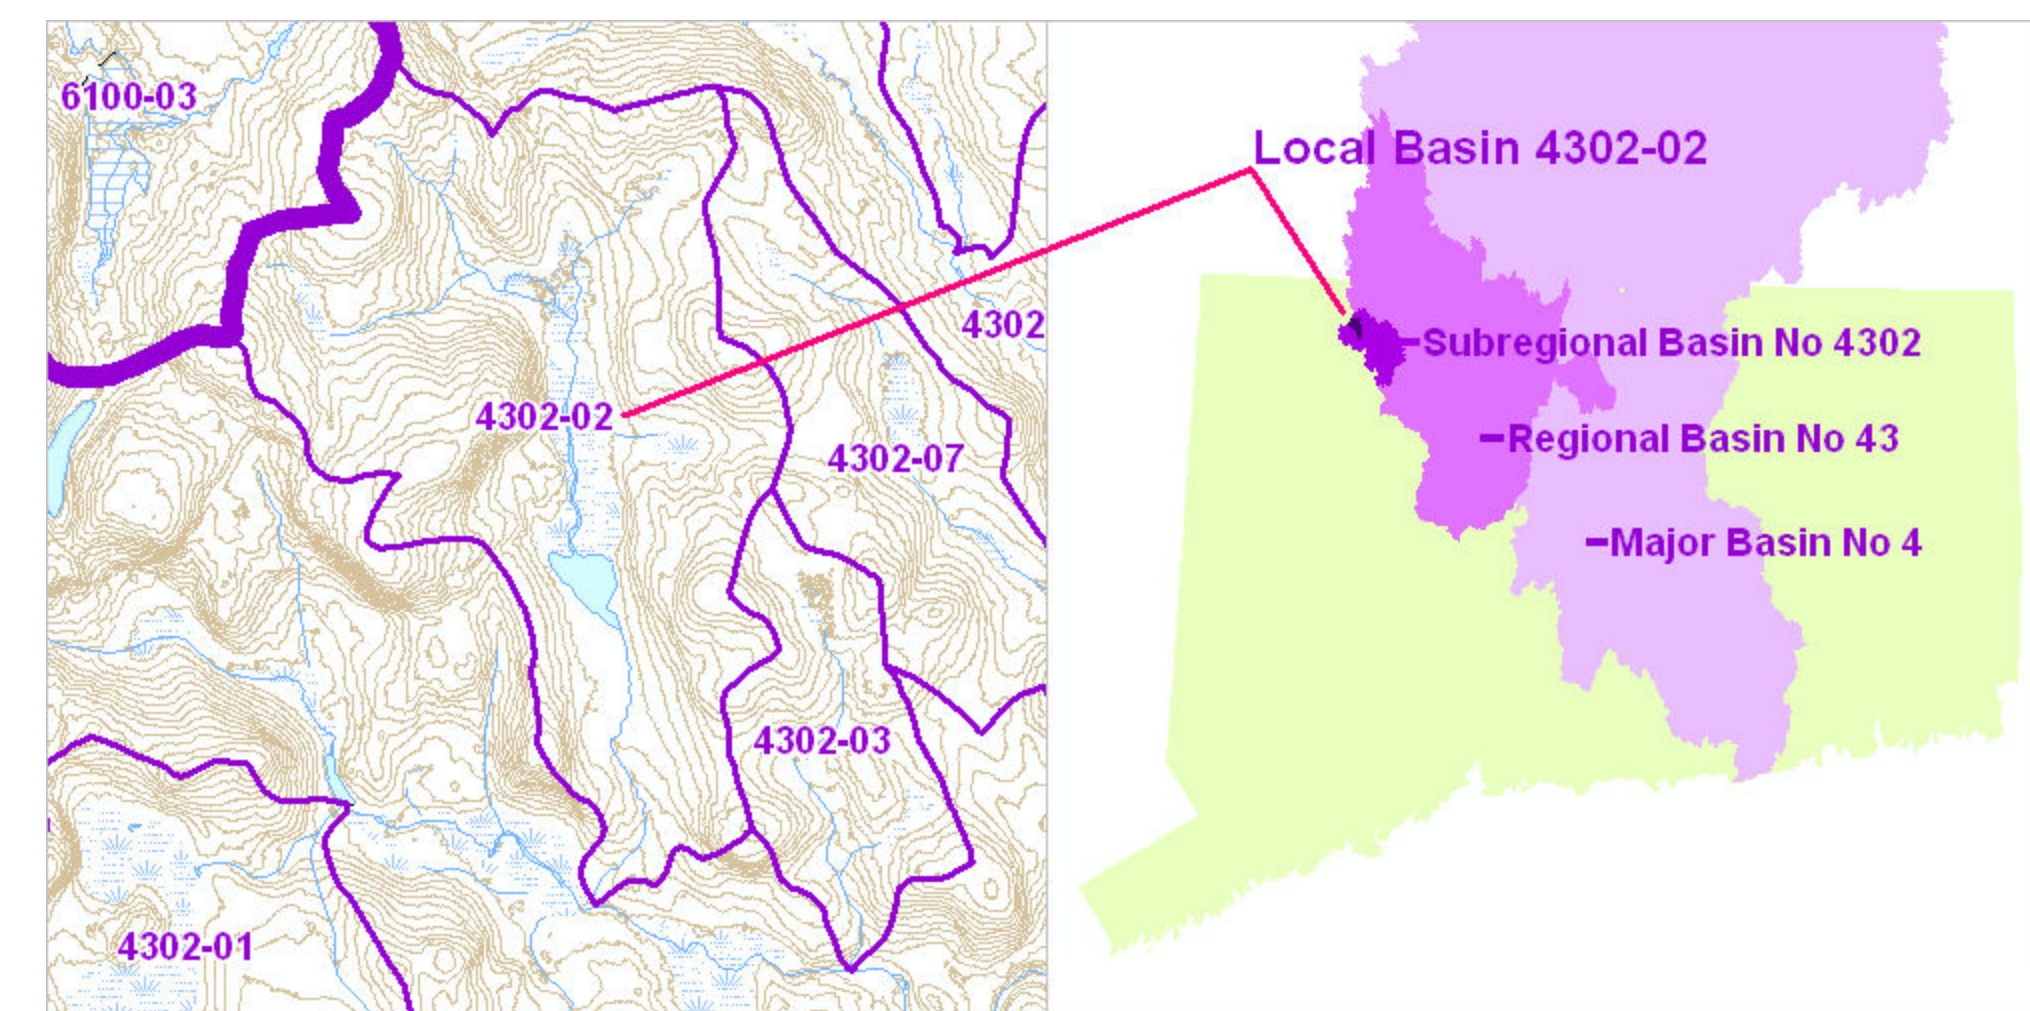 6100-03
Local Basin 4302-02
4302
Subregional Basin No 4302
4302-02
4302-07
Regional Basin No 43
Major Basin No 4
4302-03
4302-01